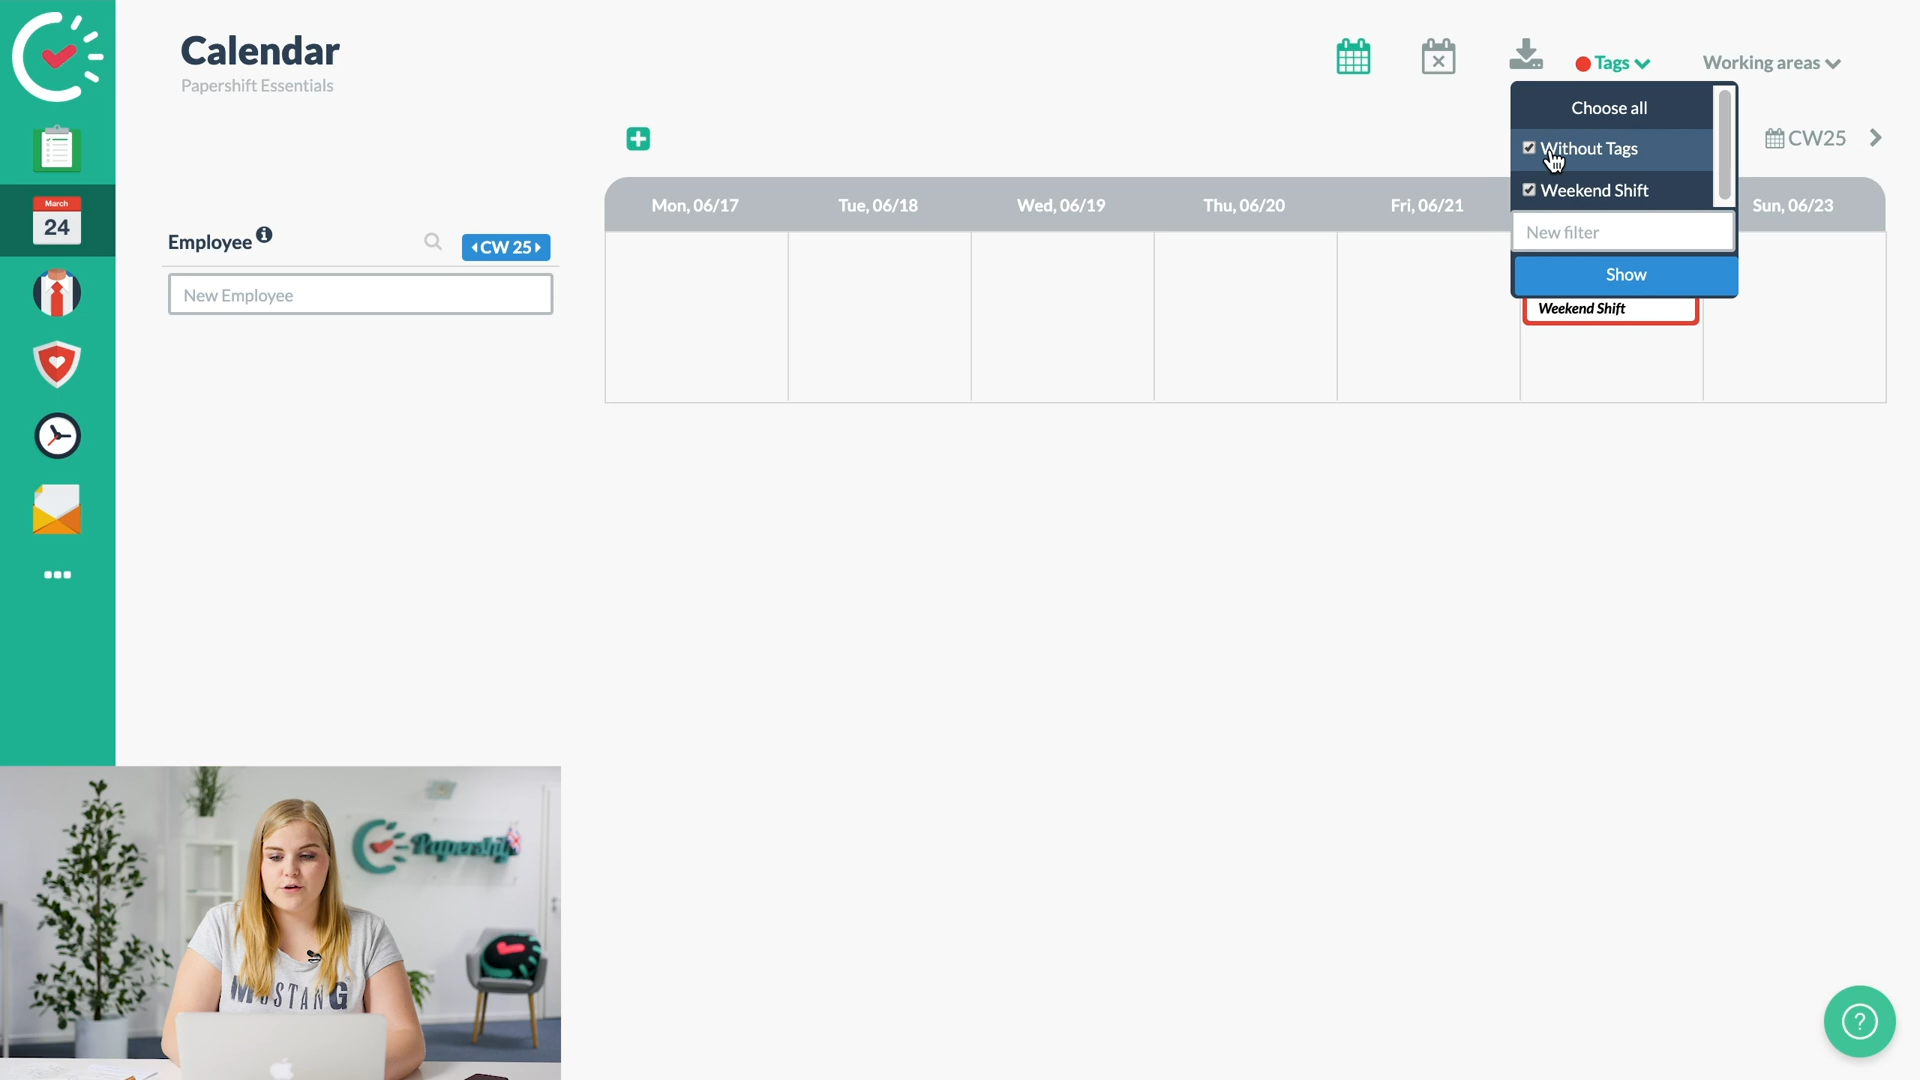 Calendar
Papershift Essentials
Tags
Working areas
Choose all
Without Tags
Weekend Shift
New filter
Show
CW25
Mon, 06/17
Tue, 06/18
Wed, 06/19
Thu, 06/20
Fri, 06/21
Sun, 06/23
Weekend Shift
March
24
Employee
CW 25
New Employee
Papershift
MUSTANG
?